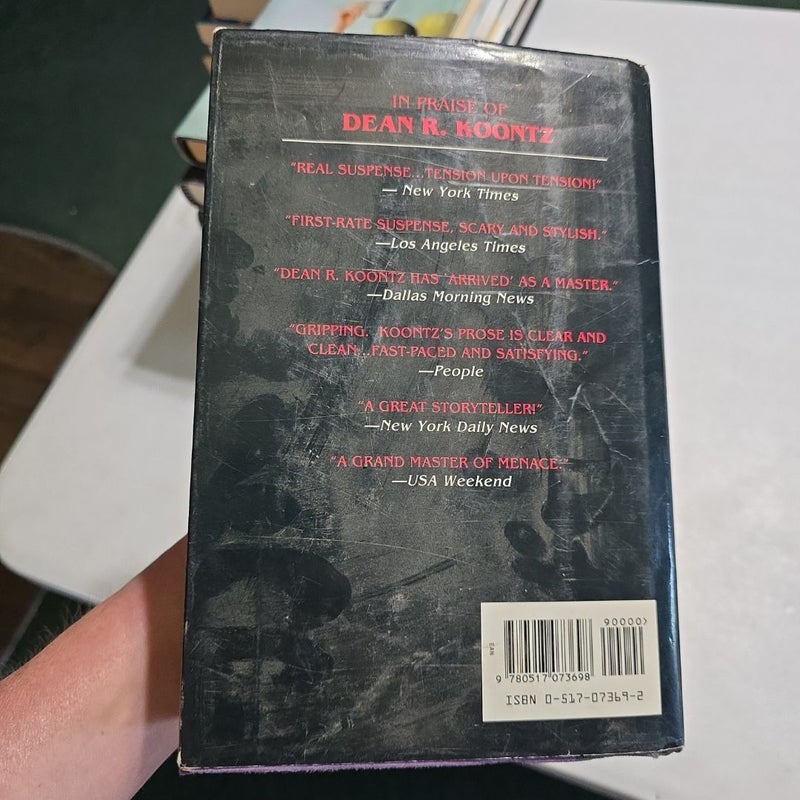 IN PRAISE OF
DEAN R. KOONTZ
"REAL SUSPENSE...TENSION UPON TENSION!"
— New York Times
"FIRST-RATE SUSPENSE, SCARY AND STYLISH."
—Los Angeles Times
"DEAN R. KOONTZ HAS 'ARRIVED' AS A MASTER."
—Dallas Morning News
"GRIPPING. KOONTZ'S PROSE IS CLEAR AND
CLEAN...FAST-PACED AND SATISFYING."
—People
"A GREAT STORYTELLER!"
—New York Daily News
"A GRAND MASTER OF MENACE."
—USA Weekend
90000>
EAN
9 780517 073698
ISBN 0-517-07369-2